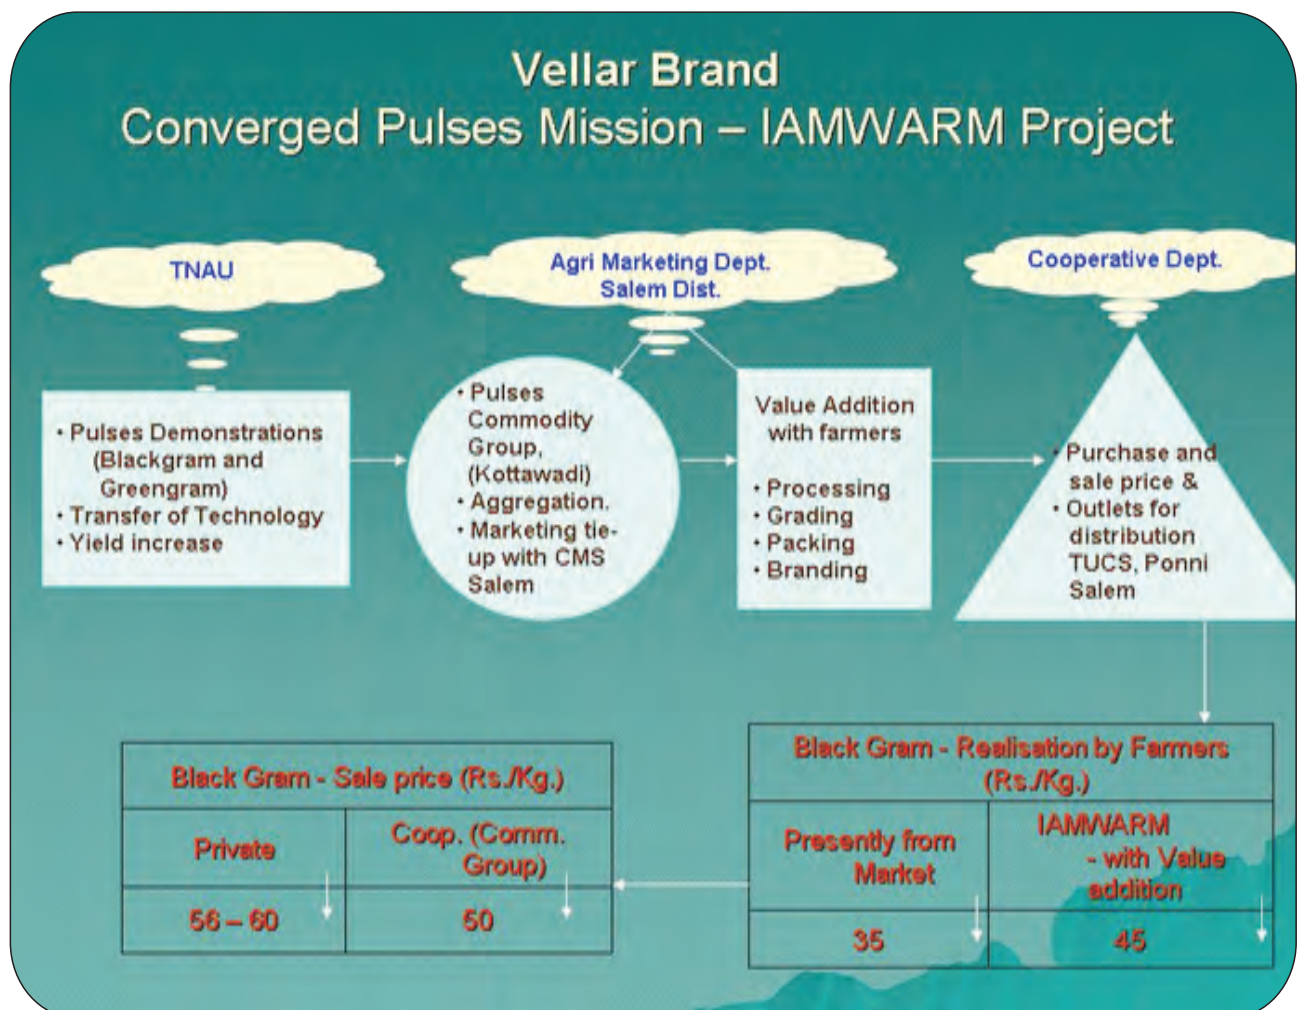 Vellar Brand
Converged Pulses Mission – IAMWARM Project
TNAU
Agri Marketing Dept.
Salem Dist.
Cooperative Dept.
• Pulses Demonstrations
(Blackgram and
Greengram)
• Transfer of Technology
• Yield increase
• Pulses
Commodity
Group,
(Kottawadi)
• Aggregation.
• Marketing tie-
up with CMS
Salem
Value Addition
with farmers
• Processing
• Grading
• Packing
• Branding
• Purchase and
sale price &
• Outlets for
distribution
TUCS, Ponni
Salem
Black Gram - Sale price (Rs./Kg.)
Private
Coop. (Comm.
Group)
56 – 60
50
Black Gram - Realisation by Farmers
(Rs./Kg.)
Presently from
Market
IAMWARM
- with Value
addition
35
45